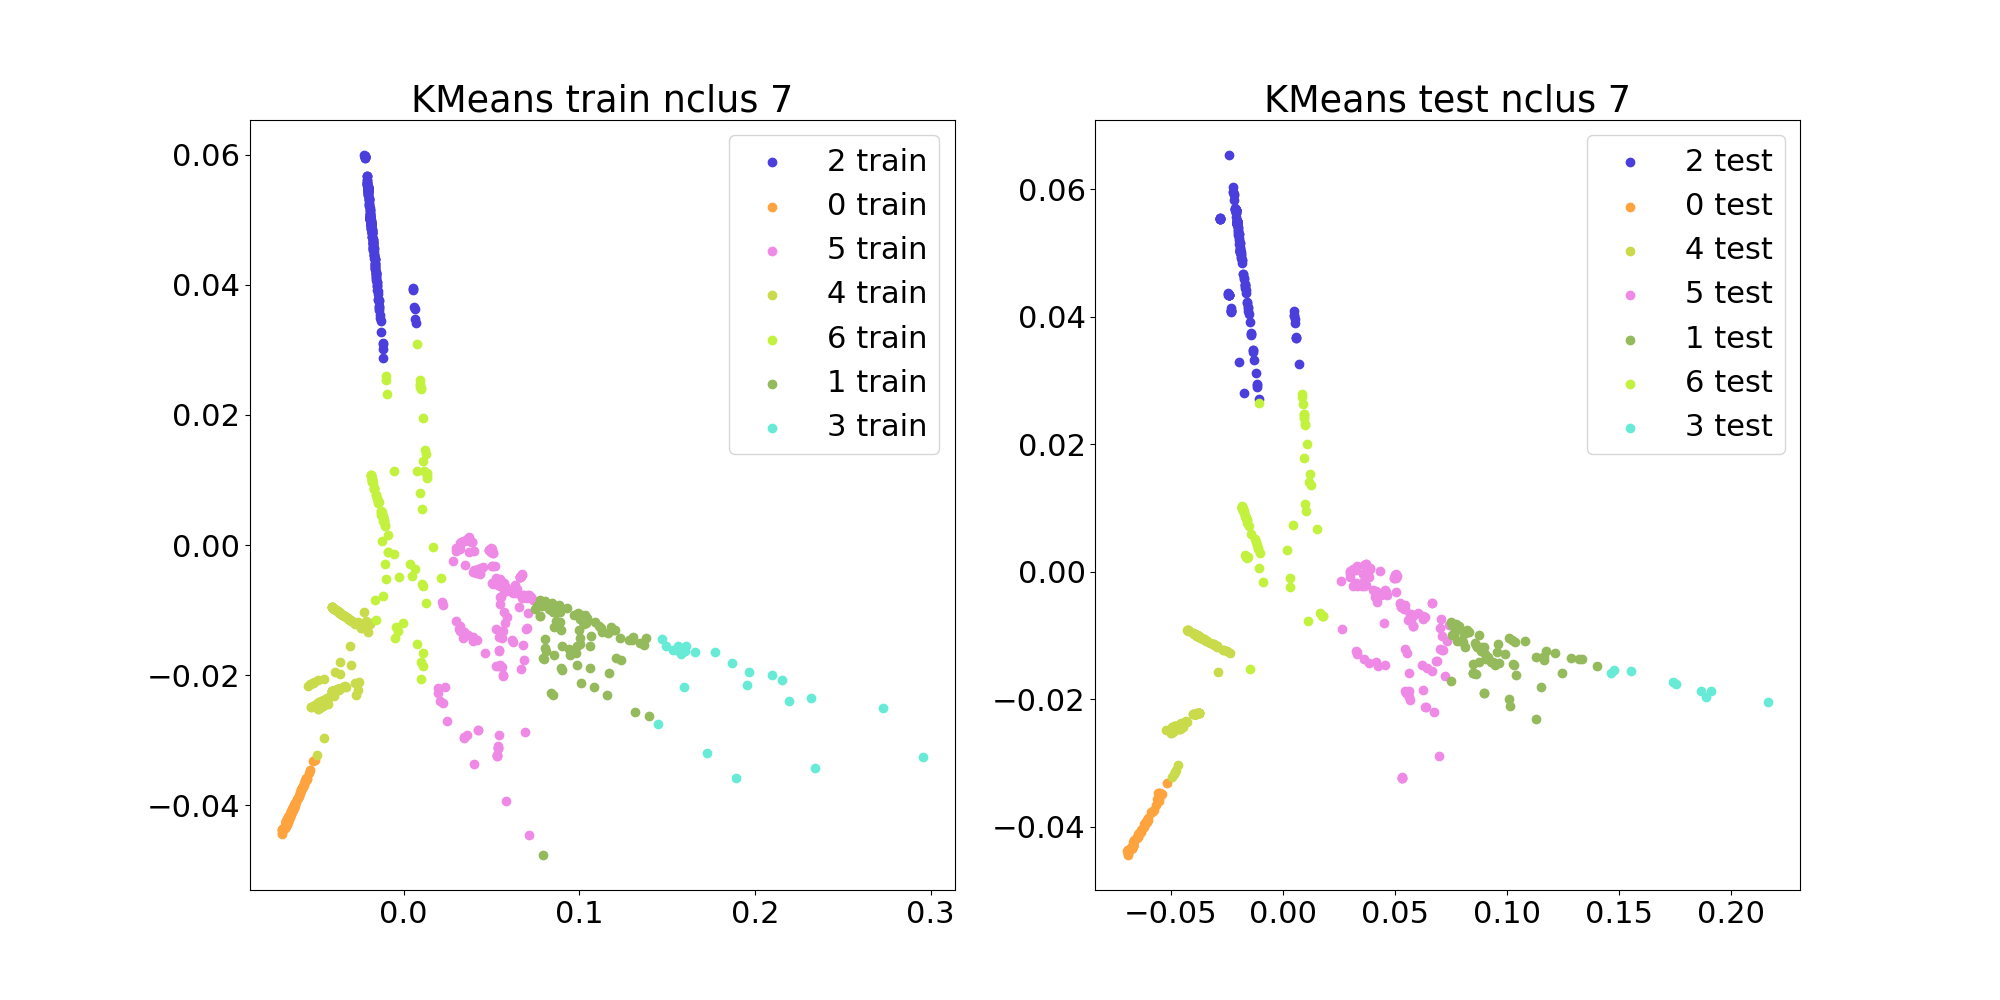 KMeans train nclus 7
0.06
0.04
0.02
0.00
−0.02
−0.04
0.0 0.1 0.2 0.3
2 train
0 train
5 train
4 train
6 train
1 train
3 train
KMeans test nclus 7
0.06
0.04
0.02
0.00
−0.02
−0.04
−0.05 0.00 0.05 0.10 0.15 0.20
2 test
0 test
4 test
5 test
1 test
6 test
3 test